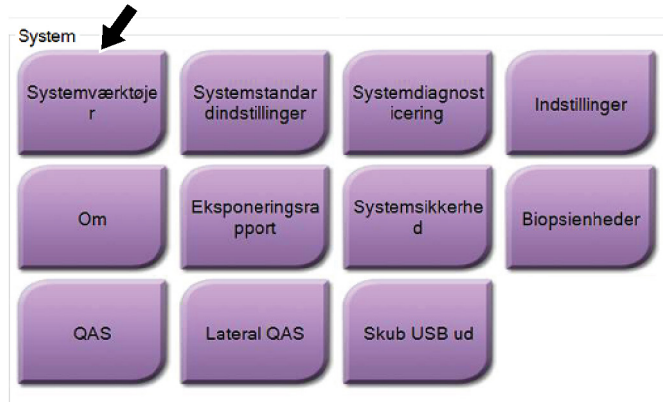 System
Systemværktøje
r
Systemstandar
dindstillinger
Systemdiagnost
icering
Indstillinger
Om
Eksponeringsra
pport
Systemsikkerhe
d
Biopsienheder
QAS
Lateral QAS
Skub USB ud